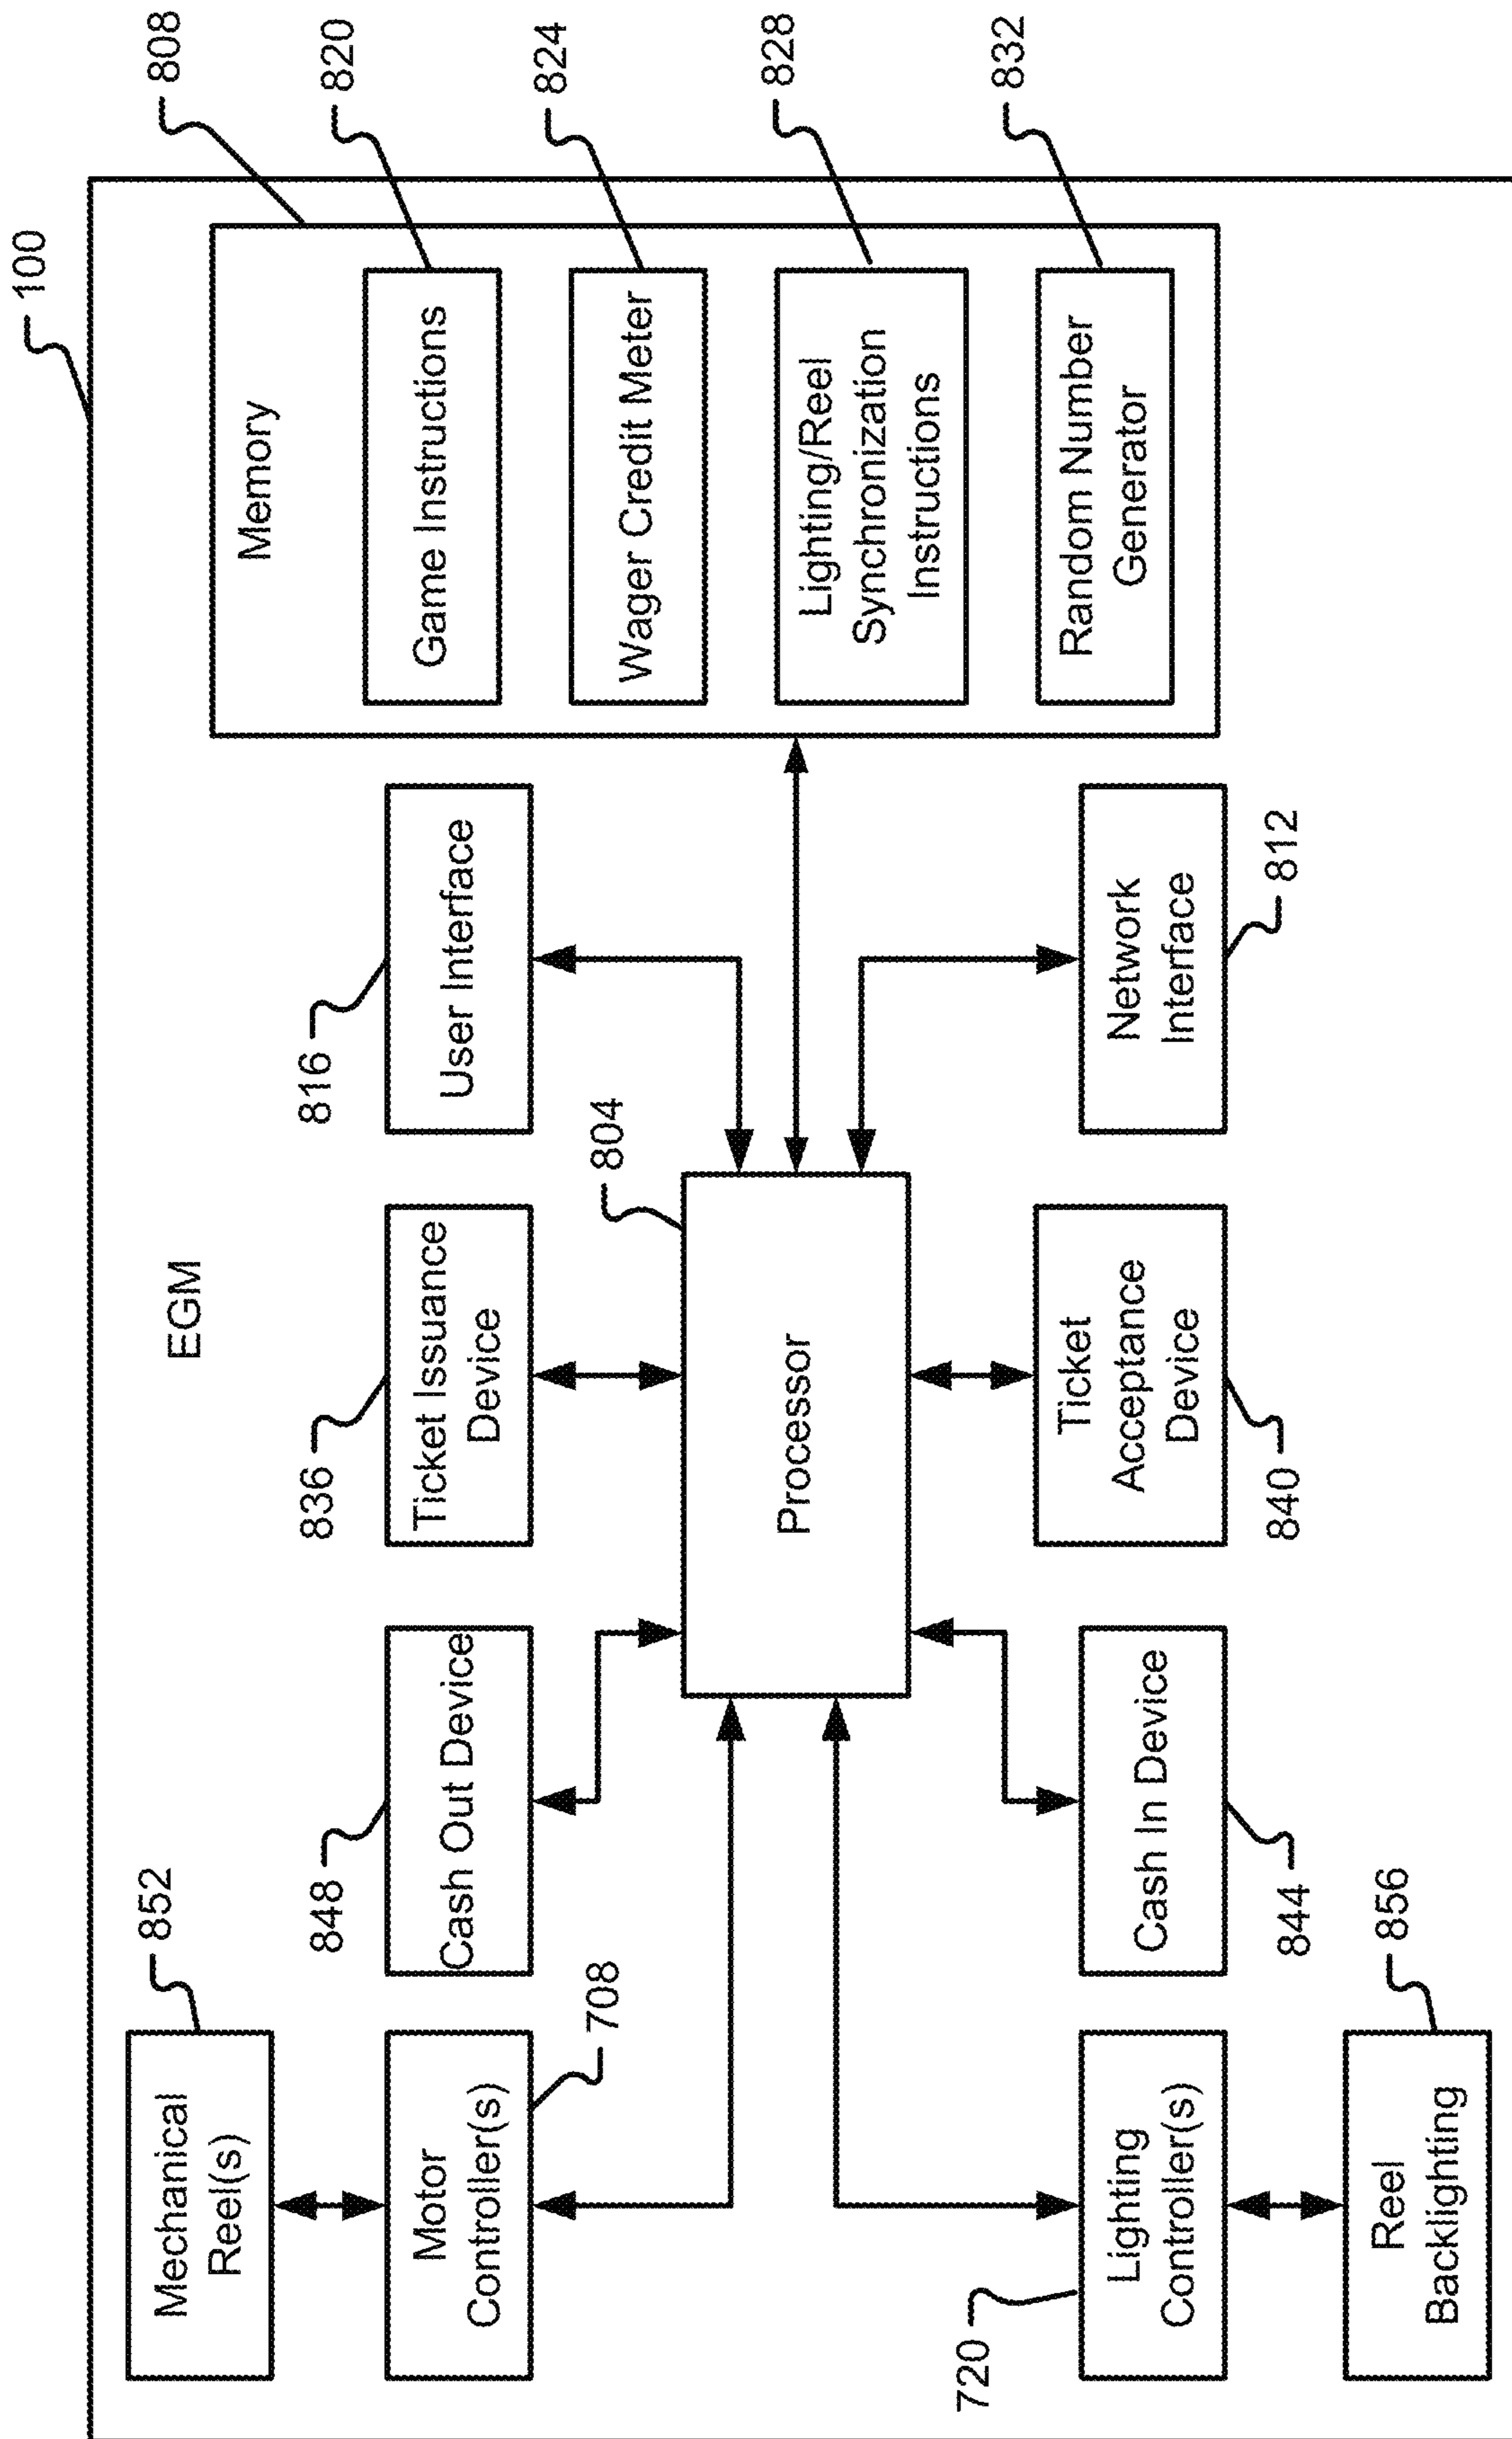 100
EGM
852
Mechanical
Reel(s)
Motor
Controller(s)
708
848
Cash Out Device
836
Ticket Issuance
Device
816
User Interface
804
Processor
720
Lighting
Controller(s)
Reel
Backlighting
856
Cash In Device
844
Ticket
Acceptance
Device
840
Network
Interface
812
Memory
808
Game Instructions
820
Wager Credit Meter
824
Lighting/Reel
Synchronization
Instructions
828
Random Number
Generator
832